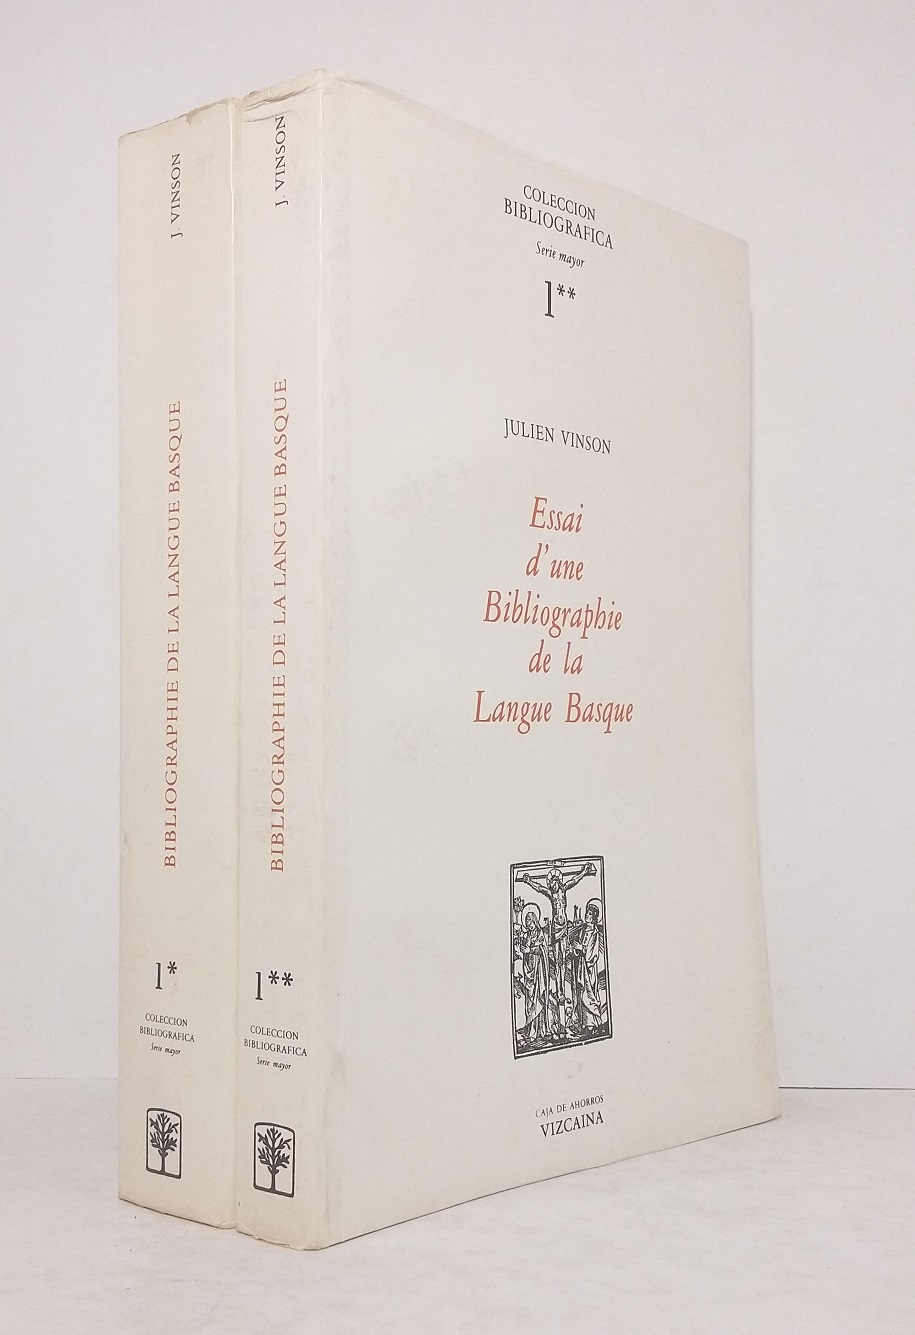 J. VINSON
BIBLIOGRAPHIE DE LA LANGUE BASQUE
1*
COLECCION
BIBLIOGRAFICA
Serie mayor
J. VINSON
BIBLIOGRAPHIE DE LA LANGUE BASQUE
1**
COLECCION
BIBLIOGRAFICA
Serie mayor
COLECCION
BIBLIOGRAFICA
Serie mayor
1**
JULIEN VINSON
Essai
d'une
Bibliographie
de la
Langue Basque
CAJA DE AHORROS
VIZCAINA